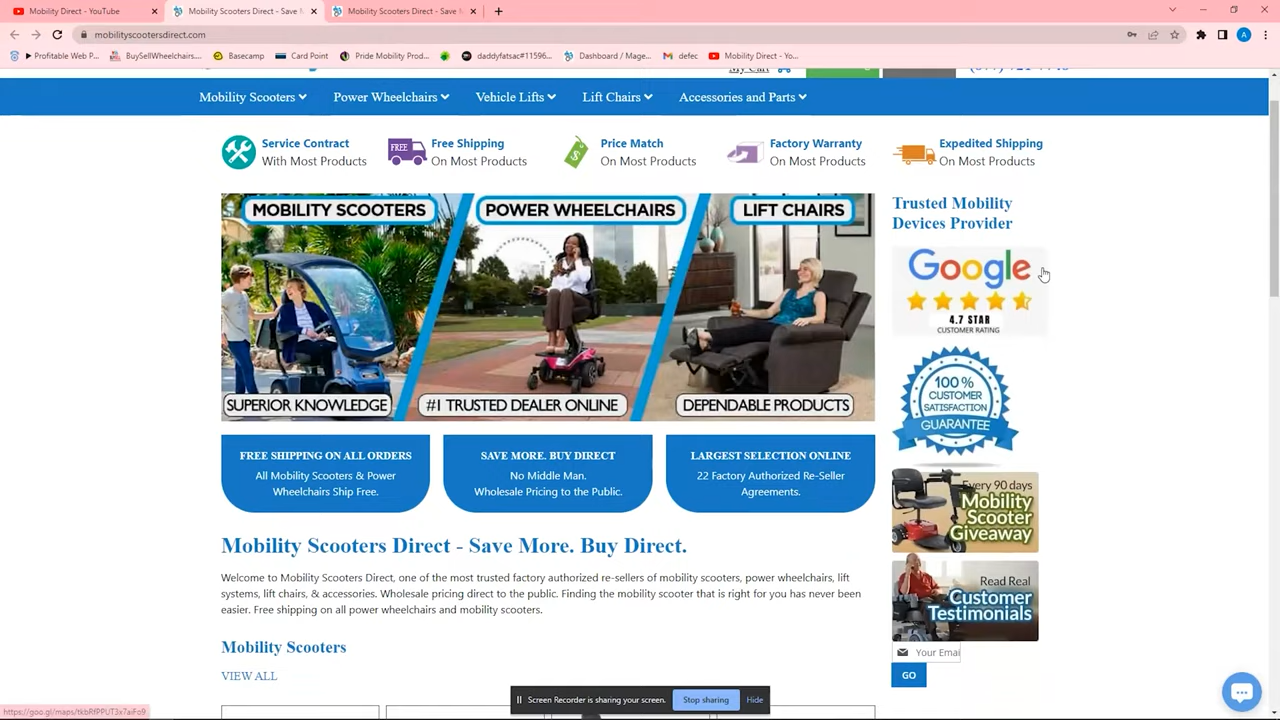 Mobility Direct - YouTube
Mobility Scooters Direct - Save M
Mobility Scooters Direct - Save M
mobilityscootersdirect.com
A
Profitable Web P...
BuySellWheelchairs...
Basecamp
Card Point
Pride Mobility Prod...
daddyfatsac#11596...
Dashboard / Mage...
defec
Mobility Direct - Yo...
My Cart
Mobility Scooters
Power Wheelchairs
Vehicle Lifts
Lift Chairs
Accessories and Parts
Service Contract
With Most Products
FREE
Free Shipping
On Most Products
$
Price Match
On Most Products
Factory Warranty
On Most Products
Expedited Shipping
On Most Products
MOBILITY SCOOTERS
POWER WHEELCHAIRS
LIFT CHAIRS
SUPERIOR KNOWLEDGE
#1 TRUSTED DEALER ONLINE
DEPENDABLE PRODUCTS
Trusted Mobility
Devices Provider
Google
4.7 STAR
CUSTOMER RATING
100%
CUSTOMER
SATISFACTION
GUARANTEE
FREE SHIPPING ON ALL ORDERS
All Mobility Scooters & Power
Wheelchairs Ship Free.
SAVE MORE. BUY DIRECT
No Middle Man.
Wholesale Pricing to the Public.
LARGEST SELECTION ONLINE
22 Factory Authorized Re-Seller
Agreements.
Every 90 days
Mobility
Scooter
Giveaway
Mobility Scooters Direct - Save More. Buy Direct.
Welcome to Mobility Scooters Direct, one of the most trusted factory authorized re-sellers of mobility scooters, power wheelchairs, lift
systems, lift chairs, & accessories. Wholesale pricing direct to the public. Finding the mobility scooter that is right for you has never been
easier. Free shipping on all power wheelchairs and mobility scooters.
Read Real
Customer
Testimonials
Your Emai
GO
Mobility Scooters
VIEW ALL
Screen Recorder is sharing your screen.
Stop sharing
Hide